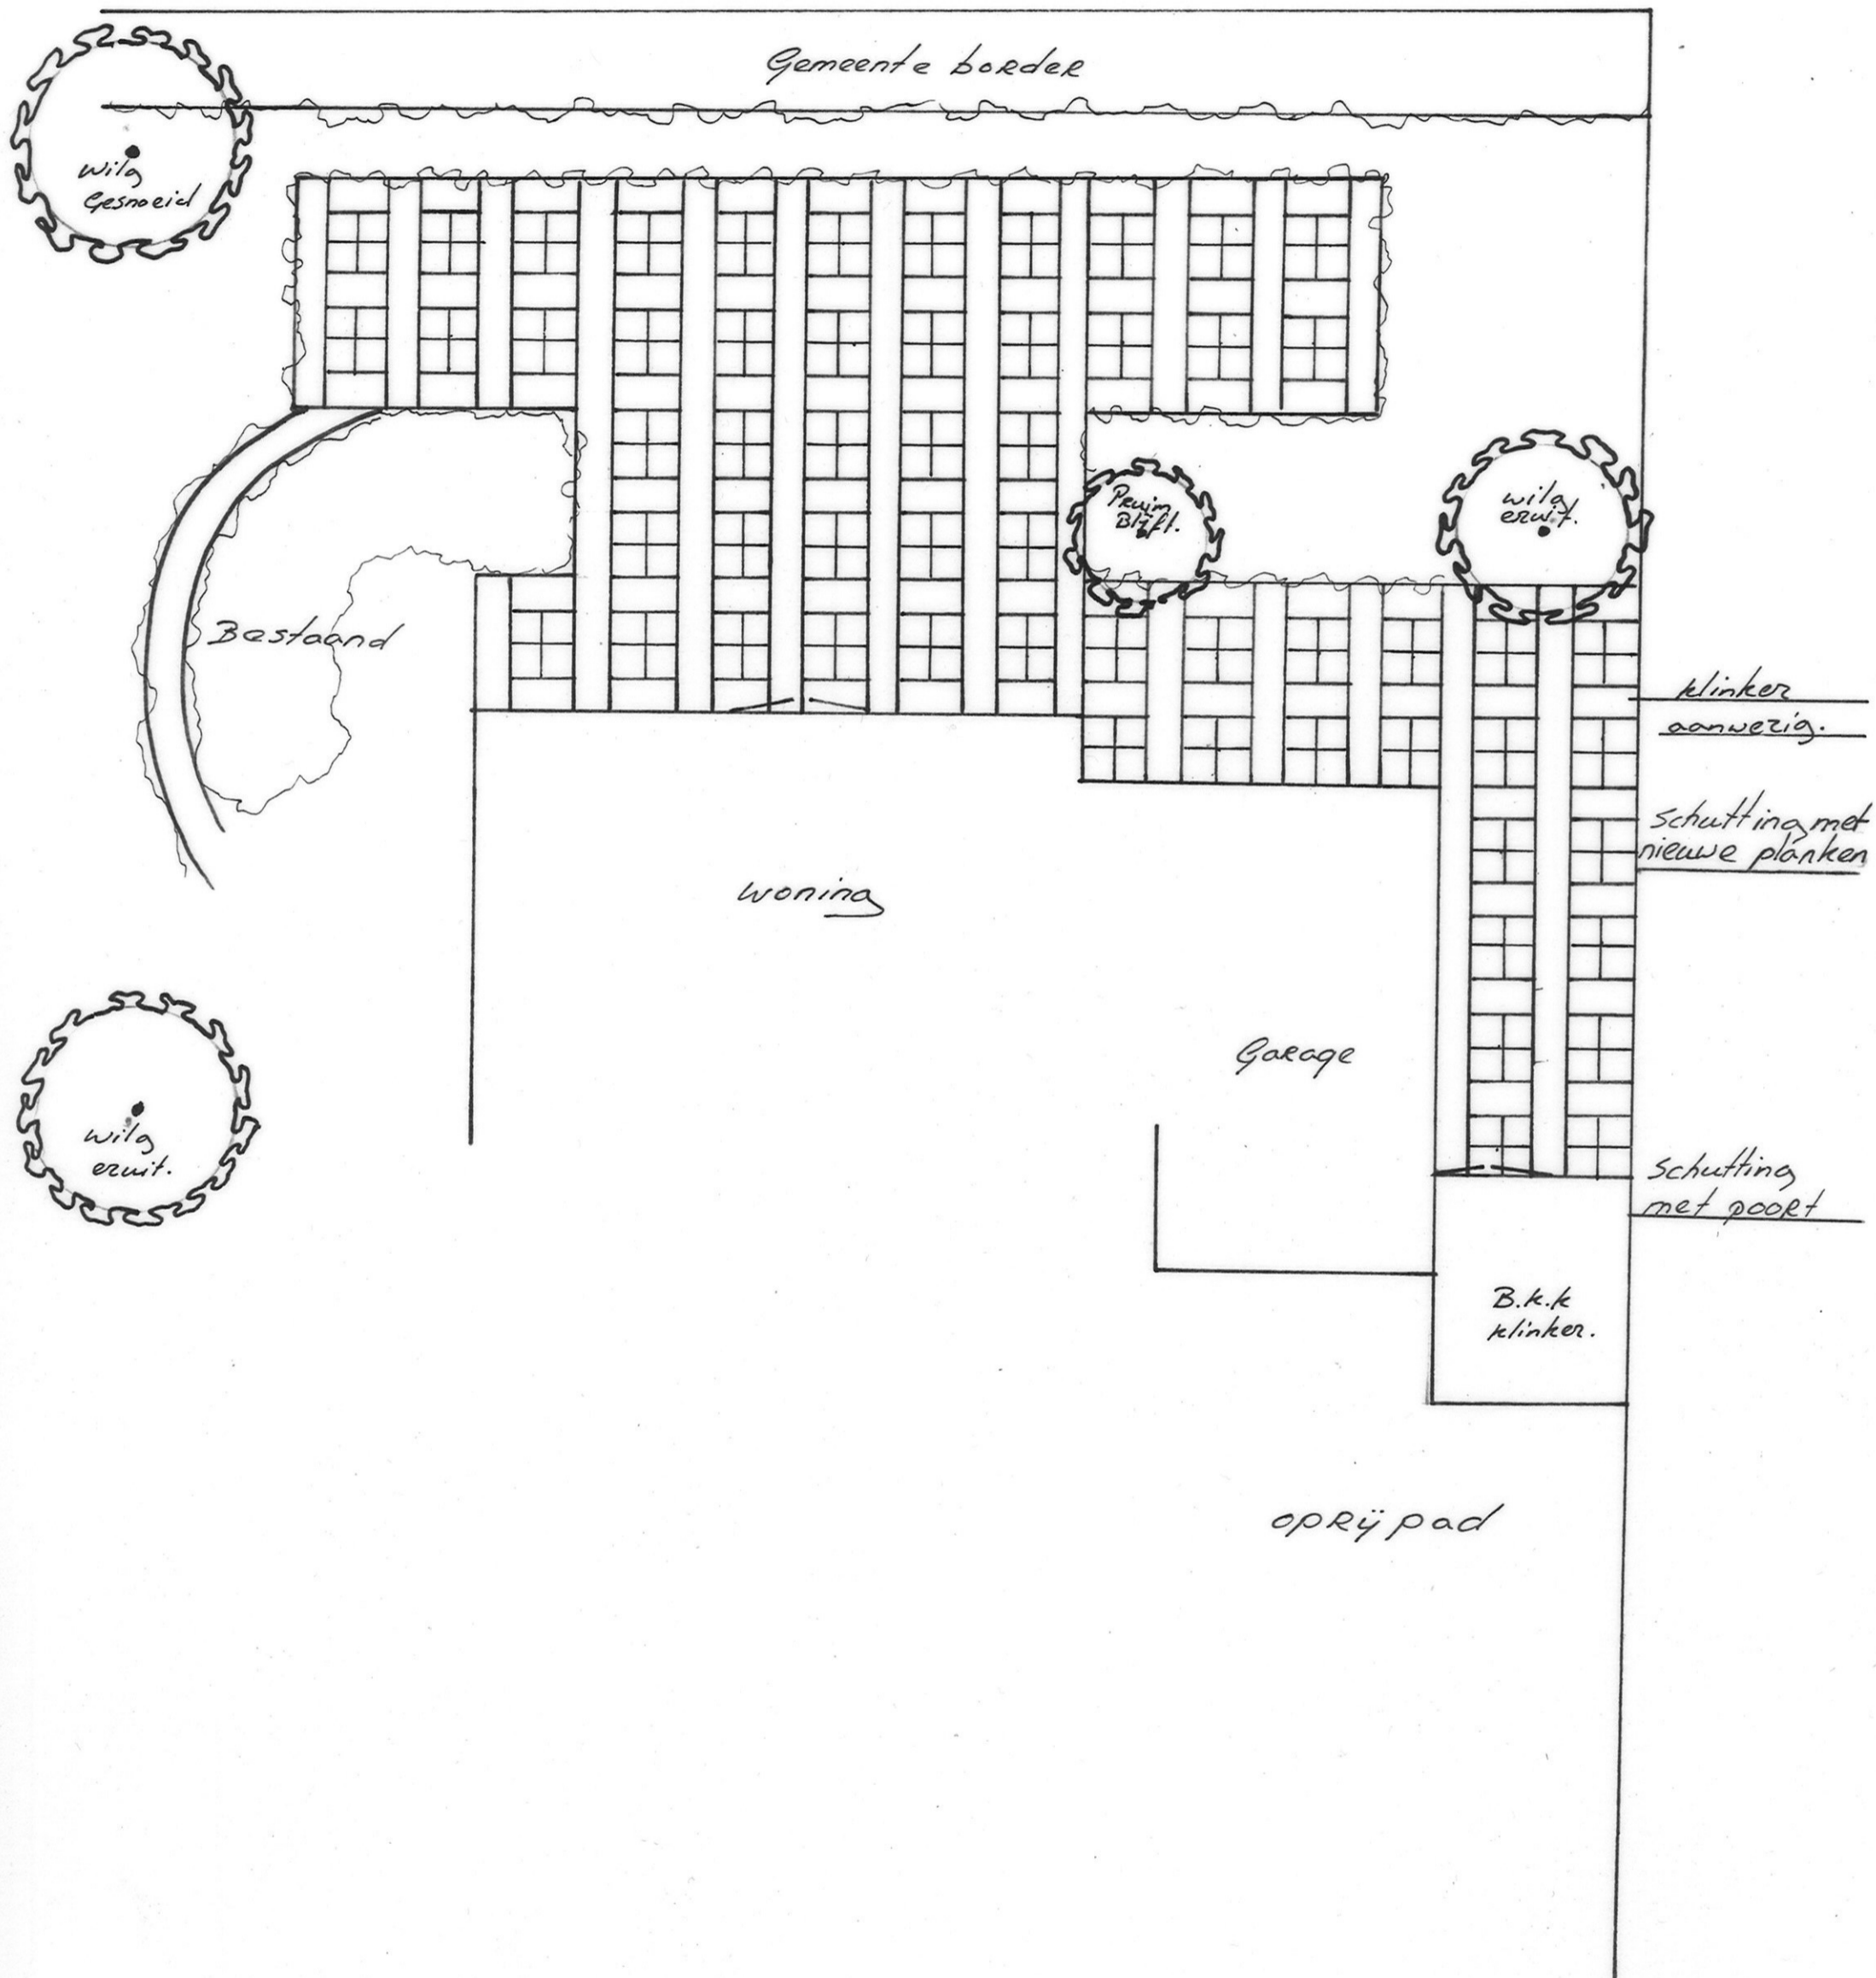 Gemeente border
wilg
Gesnoeid
Pruim
Blijft.
wilg
eruit.
Bestaand
klinker
aanwezig.
Schutting met
nieuwe planken
woning
Garage
wilg
eruit.
Schutting
met poort
B.k.k
klinker.
oprijpad